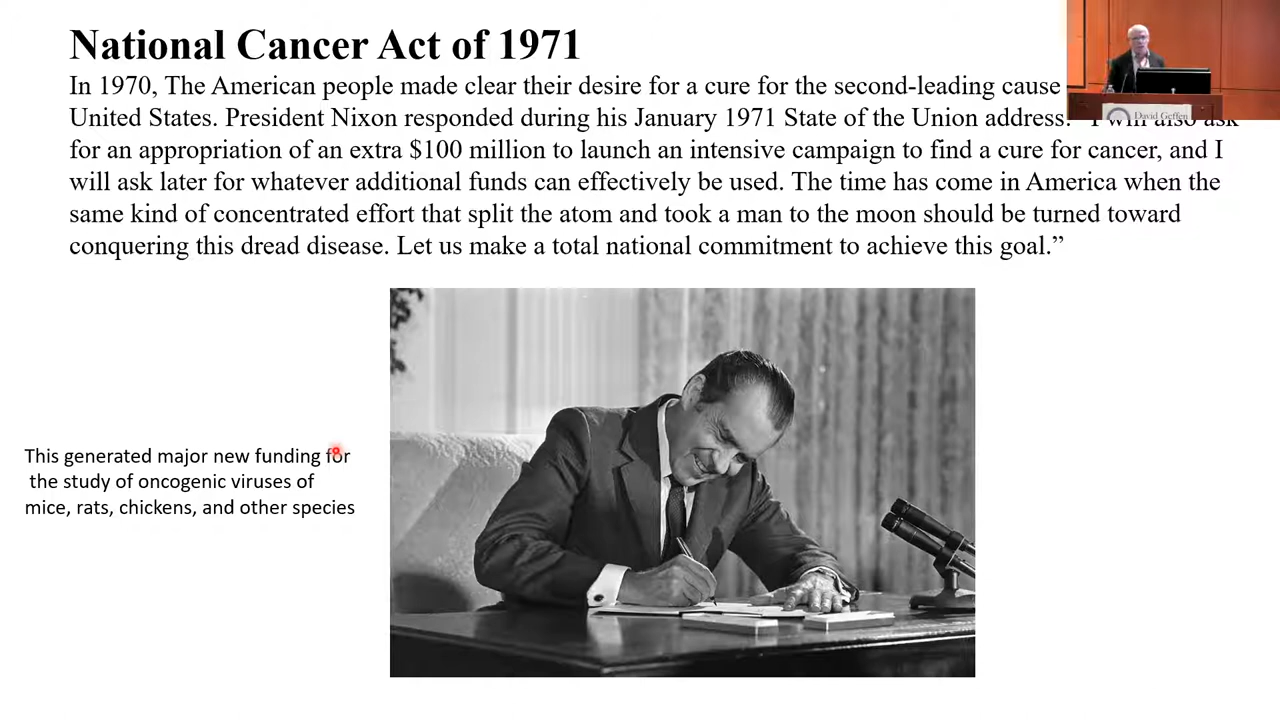 National Cancer Act of 1971
In 1970, The American people made clear their desire for a cure for the second-leading cause
United States. President Nixon responded during his January 1971 State of the Union address. “I will also ask
for an appropriation of an extra $100 million to launch an intensive campaign to find a cure for cancer, and I
will ask later for whatever additional funds can effectively be used. The time has come in America when the
same kind of concentrated effort that split the atom and took a man to the moon should be turned toward
conquering this dread disease. Let us make a total national commitment to achieve this goal.”
David Geffen
This generated major new funding for
the study of oncogenic viruses of
mice, rats, chickens, and other species